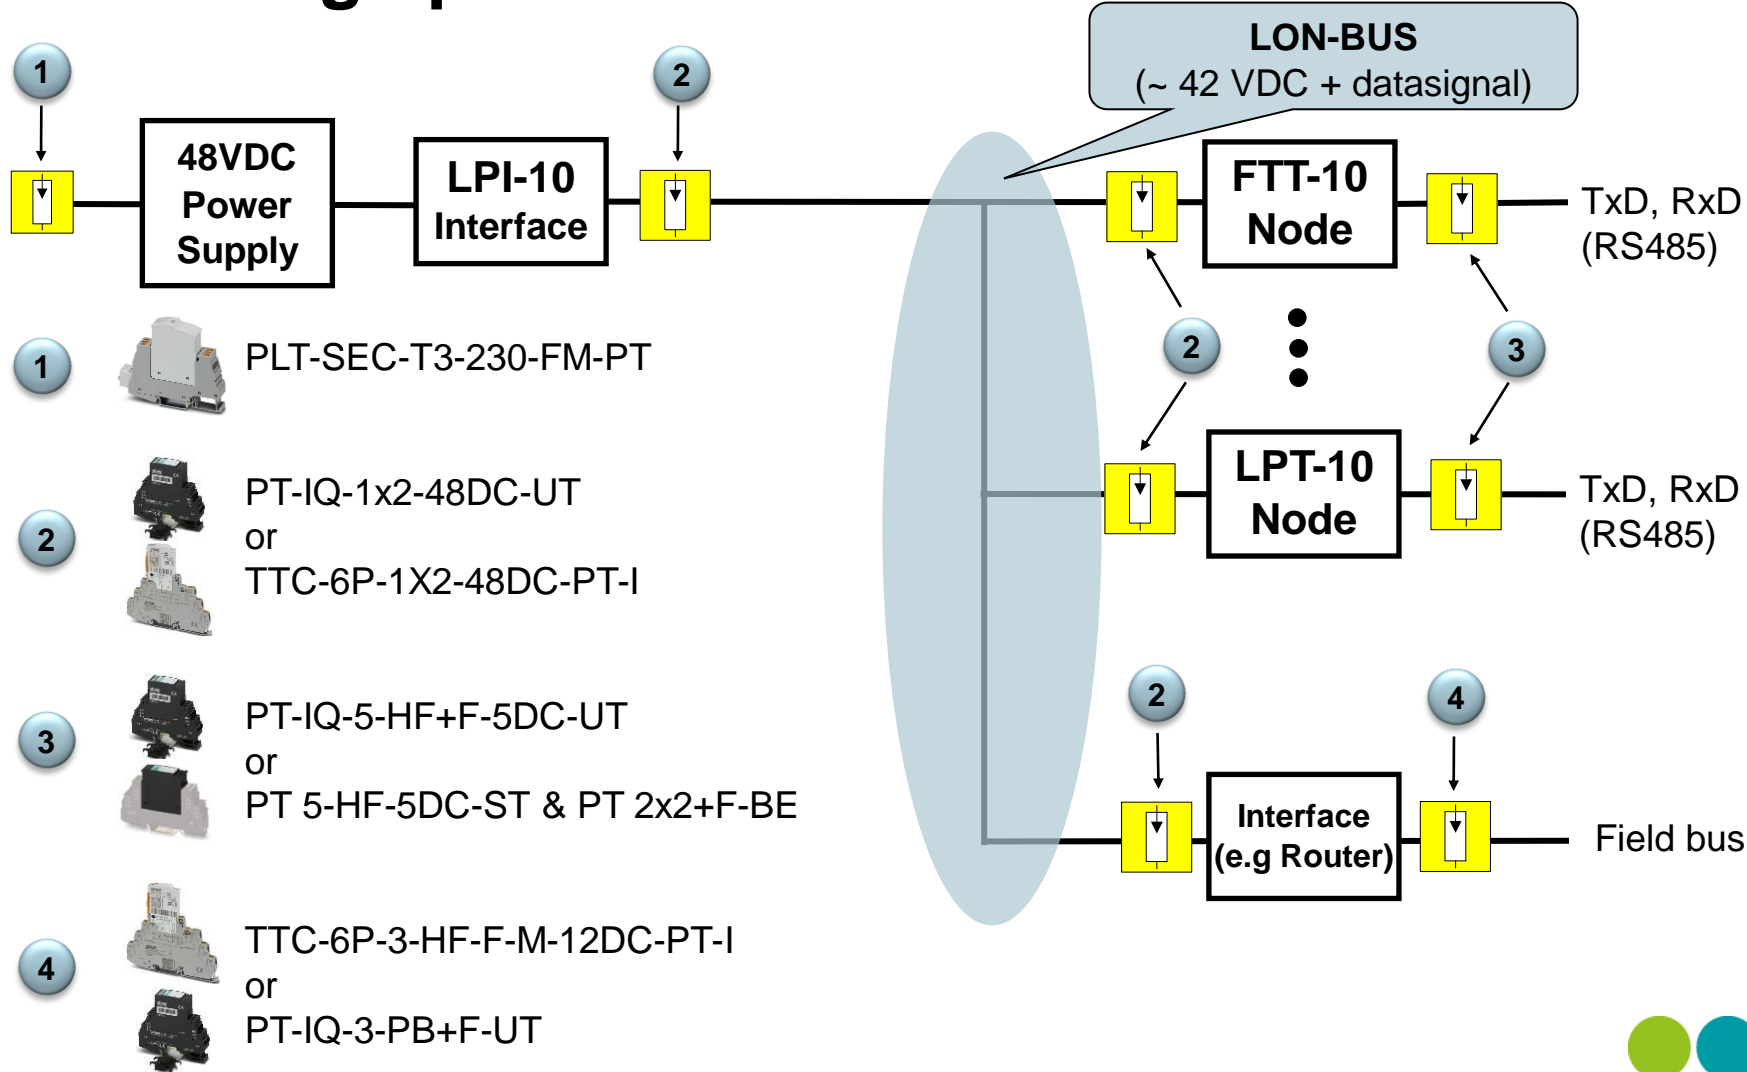 1
2
LON-BUS
(~ 42 VDC + datasignal)
48VDC
Power
Supply
LPI-10
Interface
FTT-10
Node
TxD, RxD
(RS485)
1
PLT-SEC-T3-230-FM-PT
2
3
2
PT-IQ-1x2-48DC-UT
or
TTC-6P-1X2-48DC-PT-I
LPT-10
Node
TxD, RxD
(RS485)
3
PT-IQ-5-HF+F-5DC-UT
or
PT 5-HF-5DC-ST & PT 2x2+F-BE
2
4
Interface
(e.g Router)
Field bus
4
TTC-6P-3-HF-F-M-12DC-PT-I
or
PT-IQ-3-PB+F-UT